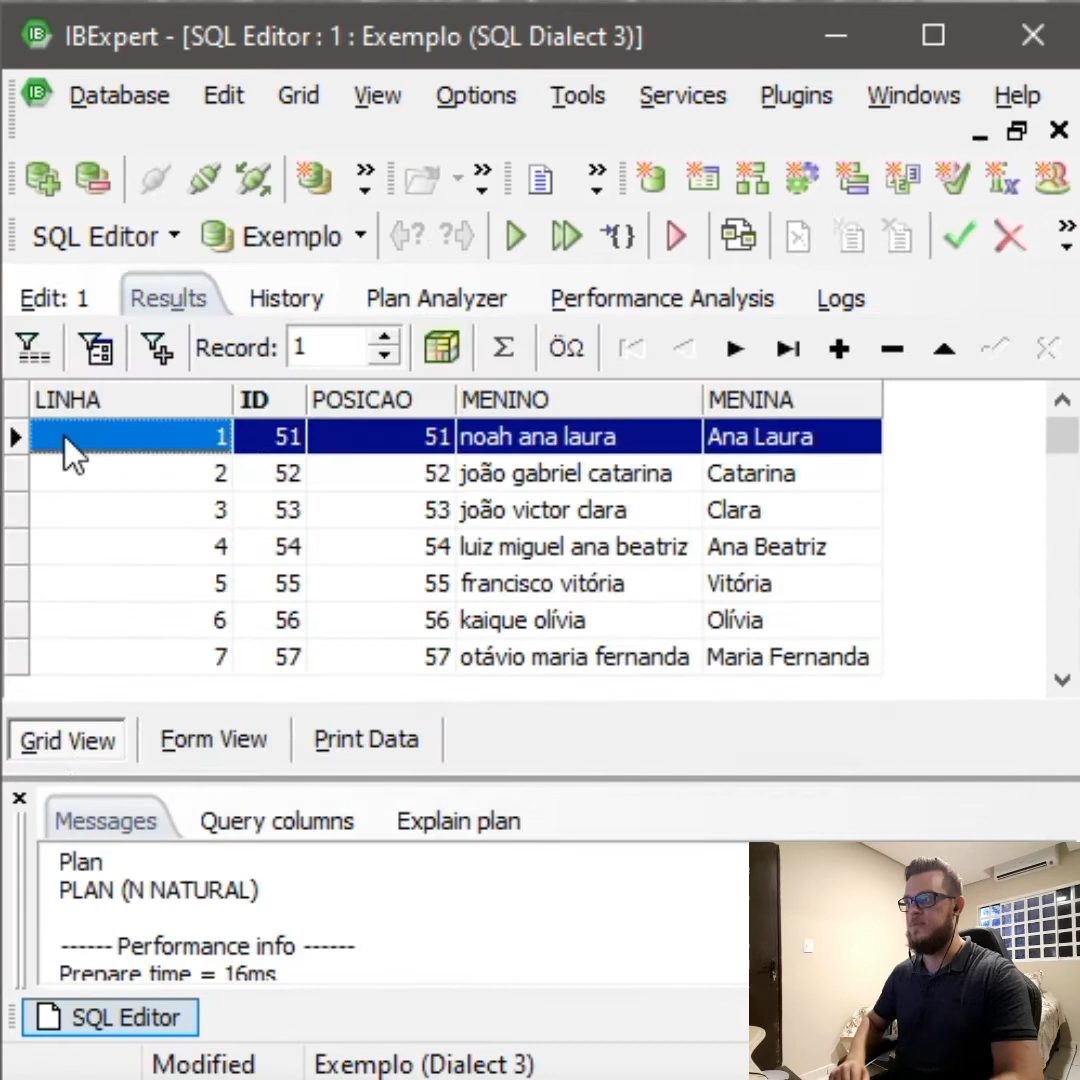 IBExpert - [SQL Editor : 1 : Exemplo (SQL Dialect 3)]
Database Edit Grid View Options Tools Services Plugins Windows Help
SQL Editor Exemplo
Edit: 1 Results History Plan Analyzer Performance Analysis Logs
Record: 1 Σ ÖΩ
LINHA ID POSICAO MENINO MENINA
1 51 51 noah ana laura Ana Laura
2 52 52 joão gabriel catarina Catarina
3 53 53 joão victor clara Clara
4 54 54 luiz miguel ana beatriz Ana Beatriz
5 55 55 francisco vitória Vitória
6 56 56 kaique olívia Olívia
7 57 57 otávio maria fernanda Maria Fernanda
Grid View Form View Print Data
Messages Query columns Explain plan
Plan
PLAN (N NATURAL)
------ Performance info ------
Prepare time = 16ms
SQL Editor
Modified Exemplo (Dialect 3)